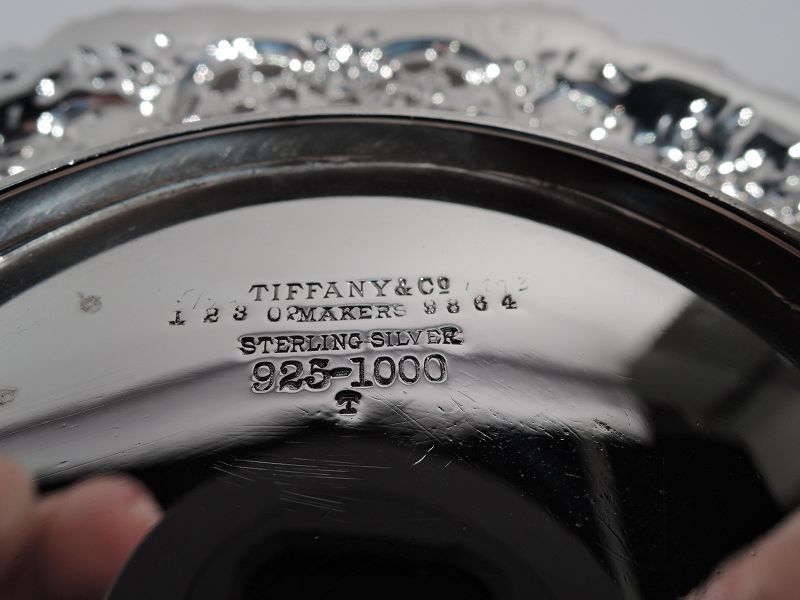 TIFFANY & Co
MAKERS
STERLING-SILVER
925-1000
T